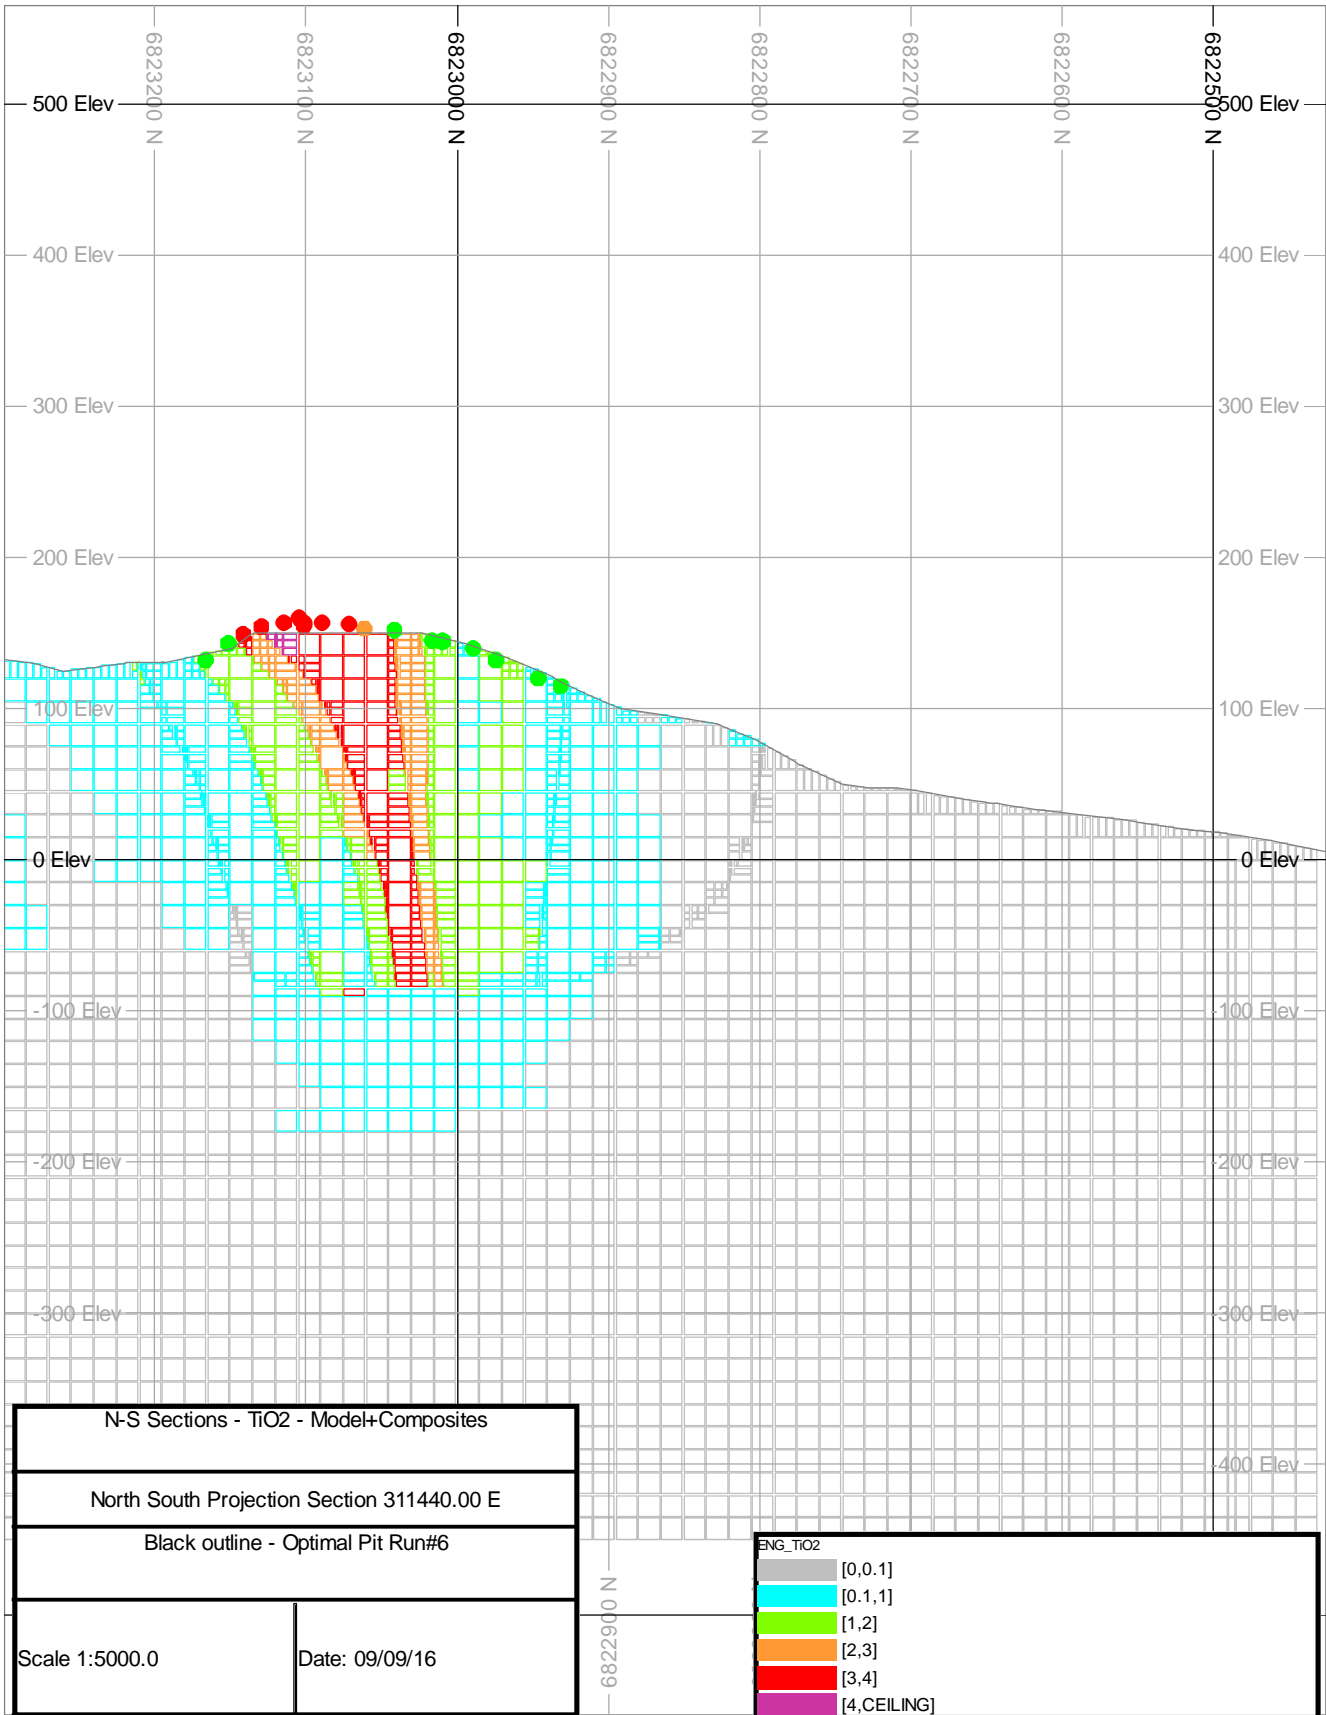 6823200 N
6823100 N
6823000 N
6822900 N
6822800 N
6822700 N
6822600 N
6822500 N
500 Elev
500 Elev
400 Elev
400 Elev
300 Elev
300 Elev
200 Elev
200 Elev
100 Elev
100 Elev
0 Elev
0 Elev
-100 Elev
-100 Elev
-200 Elev
-200 Elev
-300 Elev
-300 Elev
-400 Elev
N-S Sections - TiO2 - Model+Composites
North South Projection Section 311440.00 E
Black outline - Optimal Pit Run#6
Scale 1:5000.0
Date: 09/09/16
6822900 N
ENG_TiO2
[0,0.1]
[0.1,1]
[1,2]
[2,3]
[3,4]
[4,CEILING]